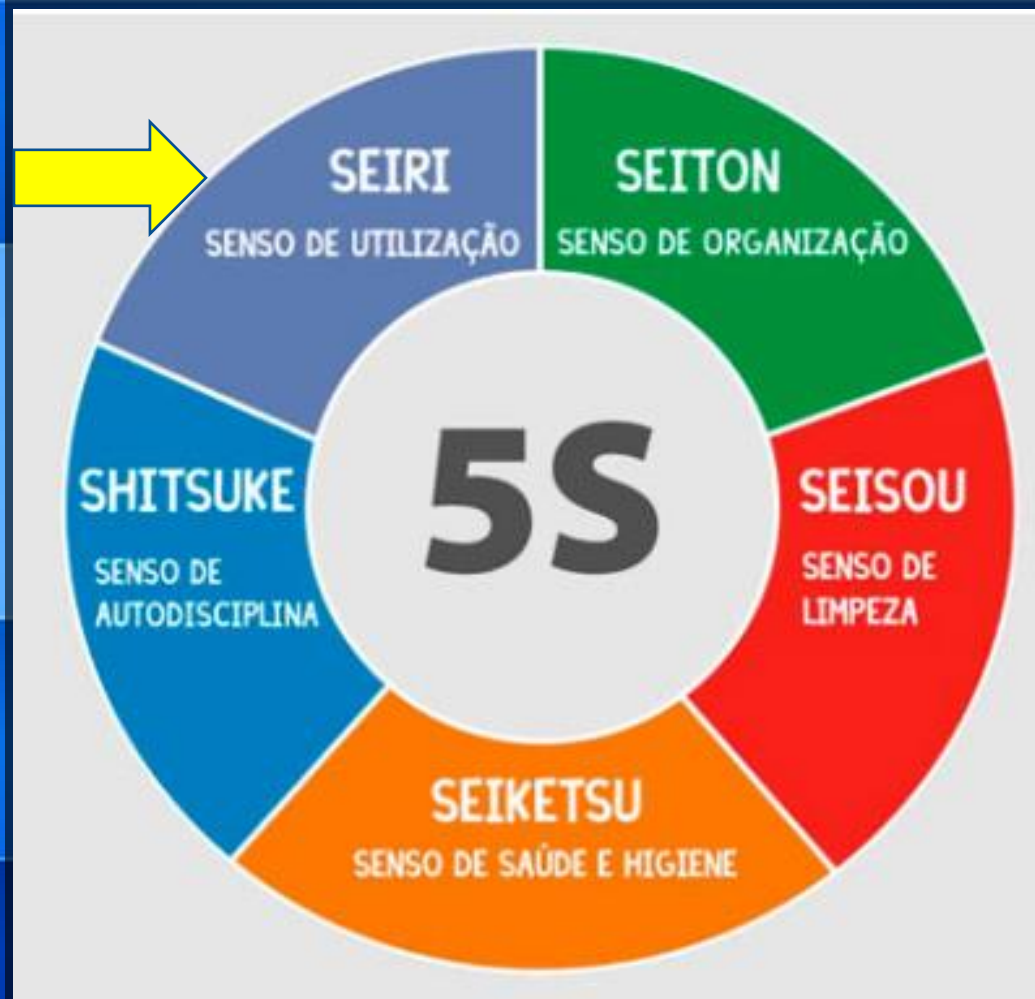 SEIRI
SENSO DE UTILIZAÇÃO
SEITON
SENSO DE ORGANIZAÇÃO
SHITSUKE
SENSO DE
AUTODISCIPLINA
5S
SEISOU
SENSO DE
LIMPEZA
SEIKETSU
SENSO DE SAÚDE E HIGIENE